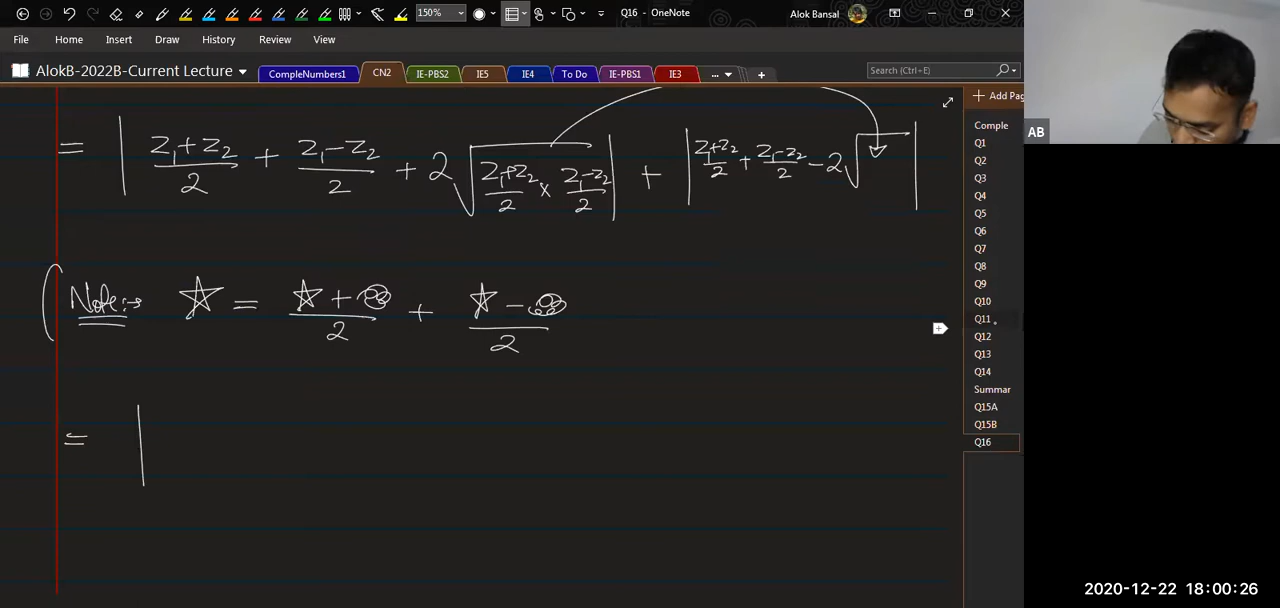 150% Q16 - OneNote Alok Bansal
File Home Insert Draw History Review View
AlokB-2022B-Current Lecture CompleNumbers1 CN2 IE-PBS2 IE5 IE4 To Do IE-PBS1 IE3 ... + Search (Ctrl+E)
+ Add Pag
= | (z₁+z₂)/2 + (z₁-z₂)/2 + 2√((z₁+z₂)/2 × (z₁-z₂)/2) | + | (z₁+z₂)/2 + (z₁-z₂)/2 - 2√ |
Note:→ ☆ = (☆ + )/2 + (☆ - )/2
= |
AB
Comple
Q1
Q2
Q3
Q4
Q5
Q6
Q7
Q8
Q9
Q10
Q11
Q12
Q13
Q14
Summar
Q15A
Q15B
Q16
2020-12-22 18:00:26